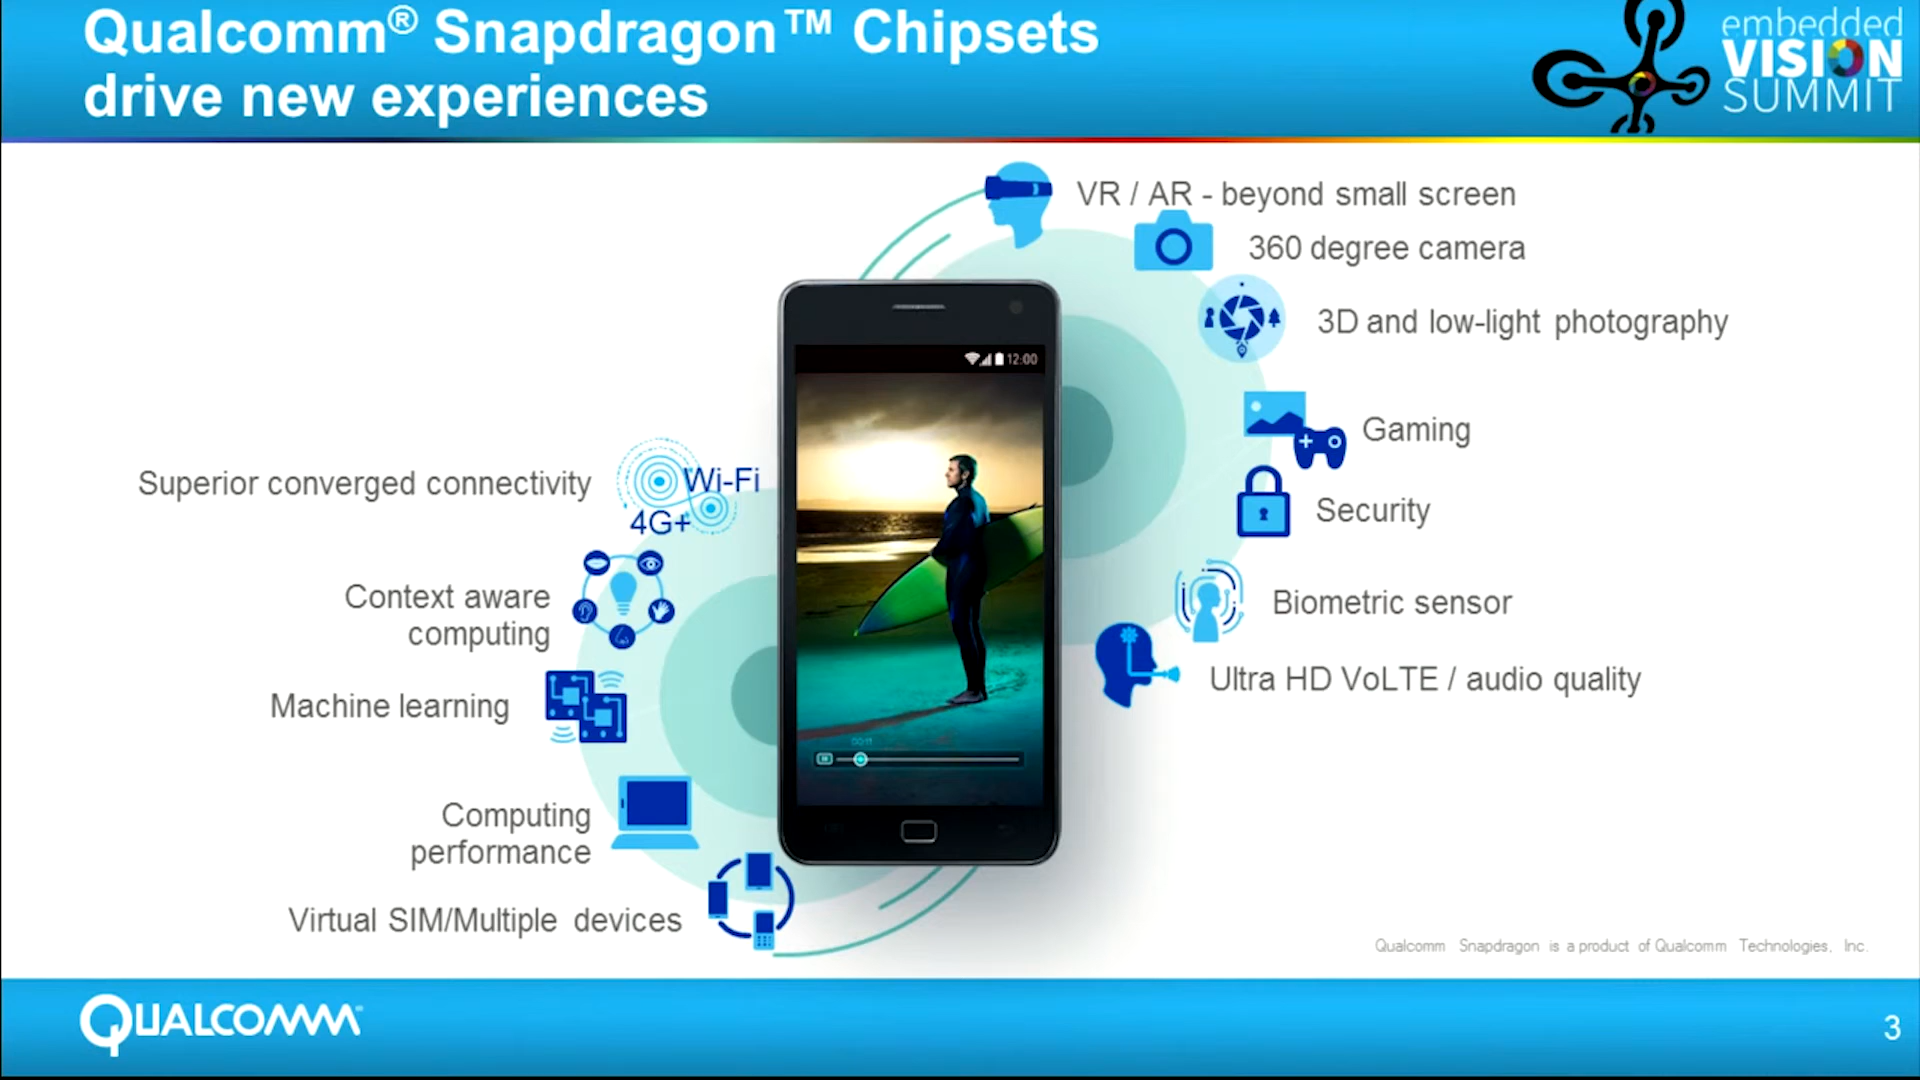 Qualcomm® Snapdragon™ Chipsets
drive new experiences
embedded
VISION
SUMMIT
VR / AR - beyond small screen
360 degree camera
3D and low-light photography
Gaming
Security
Biometric sensor
Ultra HD VoLTE / audio quality
Superior converged connectivity
Wi-Fi
4G+
Context aware
computing
Machine learning
Computing
performance
Virtual SIM/Multiple devices
12:00
00:11
Qualcomm Snapdragon is a product of Qualcomm Technologies, Inc.
QUALCOMM
3